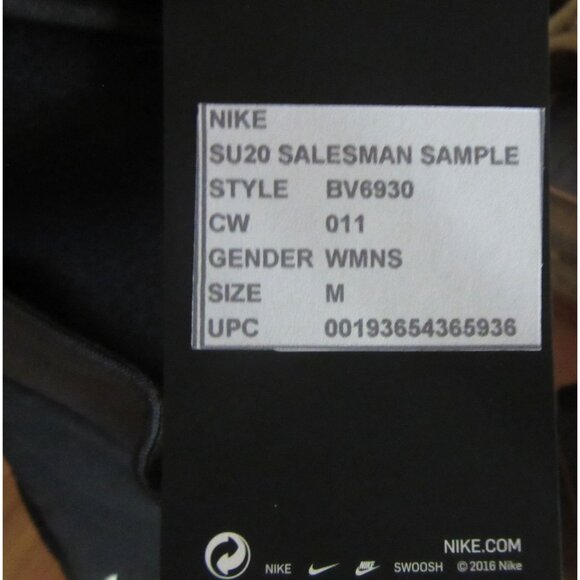 NIKE
SU20 SALESMAN SAMPLE
STYLE BV6930
CW 011
GENDER WMNS
SIZE M
UPC 00193654365936
NIKE.COM
NIKE NIKE SWOOSH © 2016 Nike